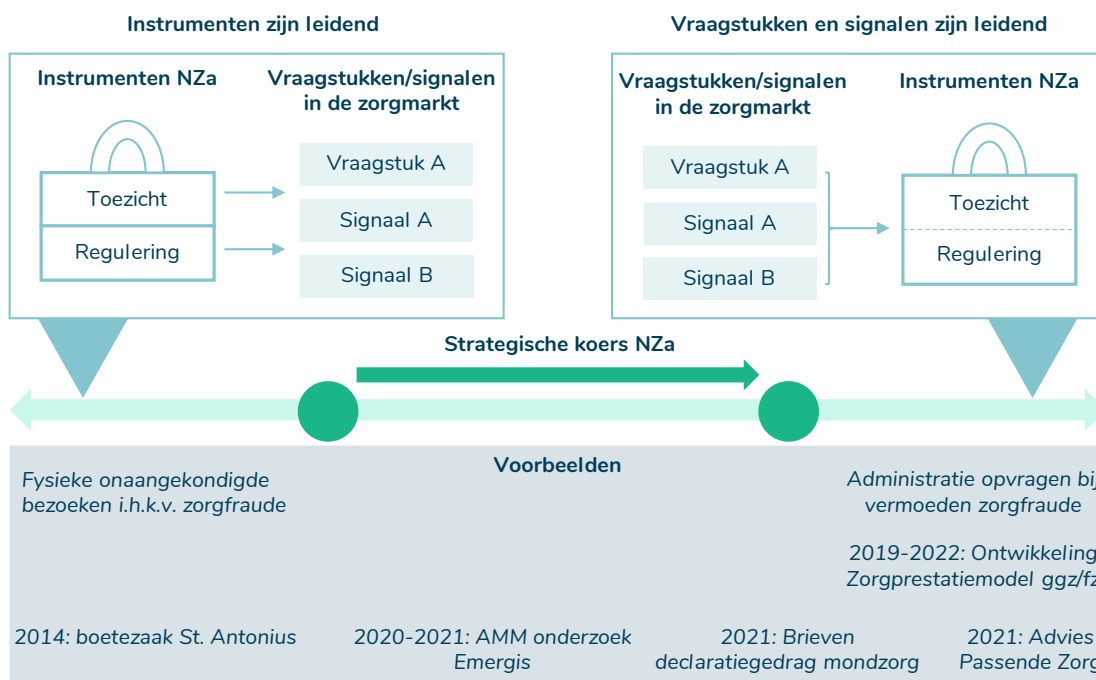 Instrumenten zijn leidend
Instrumenten NZa
Vraagstukken/signalen
in de zorgmarkt
Toezicht
Regulering
Vraagstuk A
Signaal A
Signaal B
Vraagstukken en signalen zijn leidend
Vraagstukken/signalen
in de zorgmarkt
Instrumenten NZa
Vraagstuk A
Signaal A
Signaal B
Toezicht
Regulering
Strategische koers NZa
Voorbeelden
Fysieke onaangekondigde
bezoeken i.h.k.v. zorgfraude
Administratie opvragen bij
vermoeden zorgfraude
2019-2022: Ontwikkeling
Zorgprestatiemodel ggz/fz
2014: boetezaak St. Antonius
2020-2021: AMM onderzoek
Emergis
2021: Brieven
declaratiegedrag mondzorg
2021: Advies
Passende Zorg